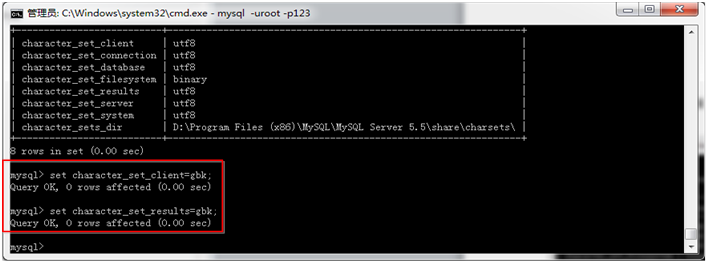 管理员: C:\Windows\system32\cmd.exe - mysql  -uroot -p123
+--------------------------+---------------------------------------------------------+
| character_set_client     | utf8                                                    |
| character_set_connection | utf8                                                    |
| character_set_database   | utf8                                                    |
| character_set_filesystem | binary                                                  |
| character_set_results    | utf8                                                    |
| character_set_server     | utf8                                                    |
| character_set_system     | utf8                                                    |
| character_sets_dir       | D:\Program Files (x86)\MySQL\MySQL Server 5.5\share\charsets\ |
+--------------------------+---------------------------------------------------------+
8 rows in set (0.00 sec)
mysql> set character_set_client=gbk;
Query OK, 0 rows affected (0.00 sec)
mysql> set character_set_results=gbk;
Query OK, 0 rows affected (0.00 sec)
mysql>